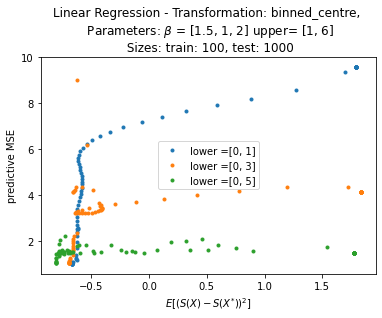 Linear Regression - Transformation: binned_centre,
Parameters: β = [1.5, 1, 2] upper= [1, 6]
Sizes: train: 100, test: 1000
10
8
6
4
2
predictive MSE
lower =[0, 1]
lower =[0, 3]
lower =[0, 5]
−0.5
0.0
0.5
1.0
1.5
E[(S(X) − S(X*))²]